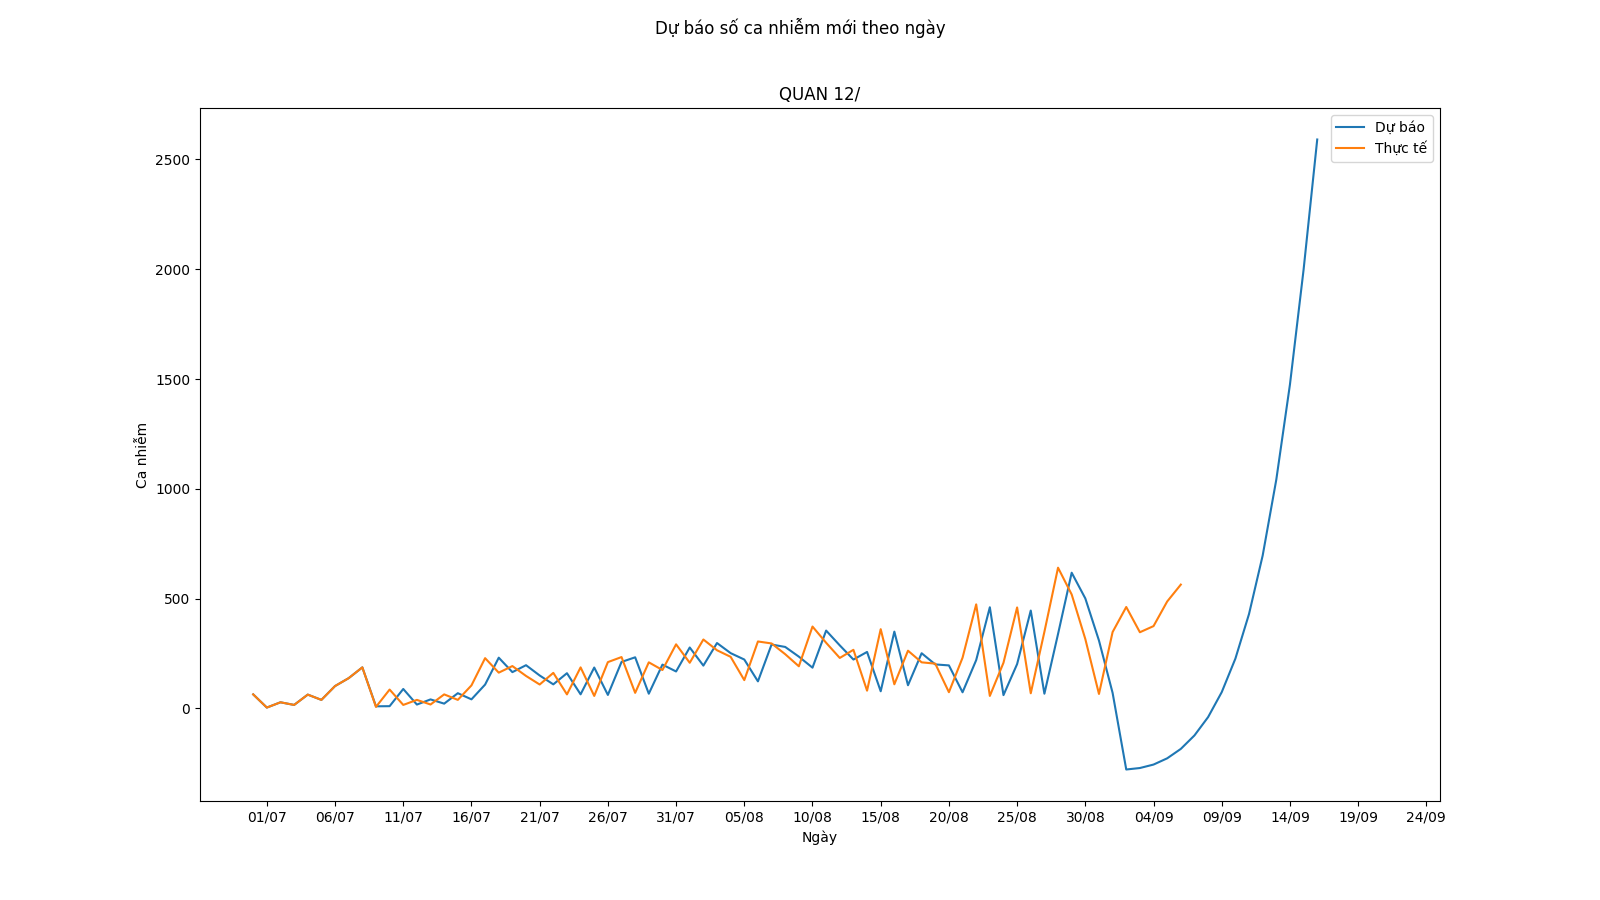 Dự báo số ca nhiễm mới theo ngày
QUAN 12/
Dự báo
Thực tế
2500
2000
1500
1000
500
0
Ca nhiễm
01/07 06/07 11/07 16/07 21/07 26/07 31/07 05/08 10/08 15/08 20/08 25/08 30/08 04/09 09/09 14/09 19/09 24/09
Ngày